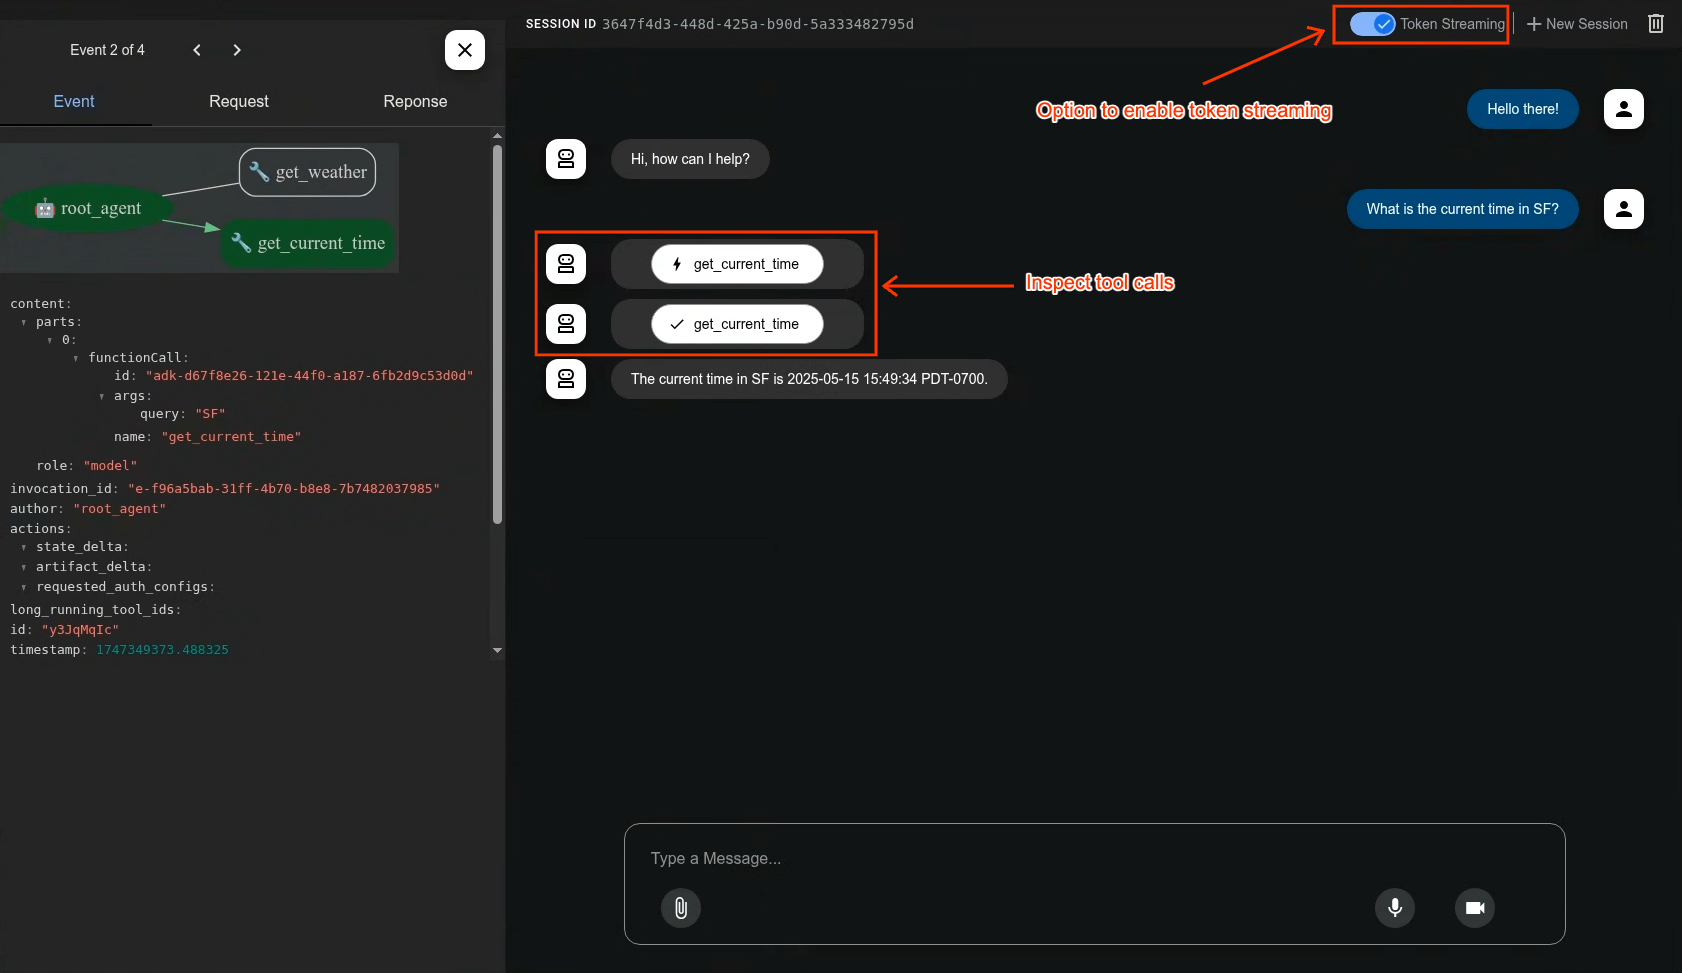 Event 2 of 4
Event Request Reponse
get_weather
root_agent
get_current_time
content:
parts:
0:
functionCall:
id: "adk-d67f8e26-121e-44f0-a187-6fb2d9c53d0d"
args:
query: "SF"
name: "get_current_time"
role: "model"
invocation_id: "e-f96a5bab-31ff-4b70-b8e8-7b7482037985"
author: "root_agent"
actions:
state_delta:
artifact_delta:
requested_auth_configs:
long_running_tool_ids:
id: "y3JqMqIc"
timestamp: 1747349373.488325
SESSION ID 3647f4d3-448d-425a-b90d-5a333482795d
Token Streaming
New Session
Option to enable token streaming
Hello there!
Hi, how can I help?
What is the current time in SF?
get_current_time
Inspect tool calls
get_current_time
The current time in SF is 2025-05-15 15:49:34 PDT-0700.
Type a Message...